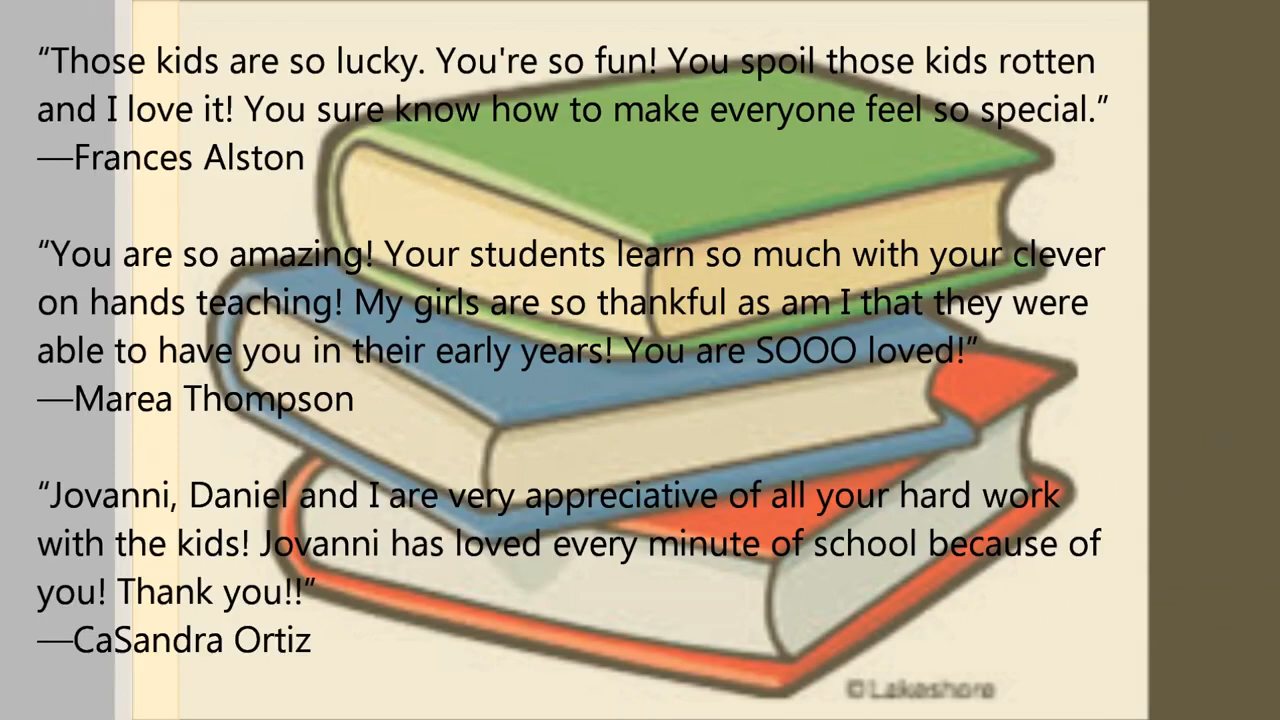 “Those kids are so lucky. You're so fun! You spoil those kids rotten
and I love it! You sure know how to make everyone feel so special.”
—Frances Alston
“You are so amazing! Your students learn so much with your clever
on hands teaching! My girls are so thankful as am I that they were
able to have you in their early years! You are SOOO loved!”
—Marea Thompson
“Jovanni, Daniel and I are very appreciative of all your hard work
with the kids! Jovanni has loved every minute of school because of
you! Thank you!!”
—CaSandra Ortiz
©Lakeshore